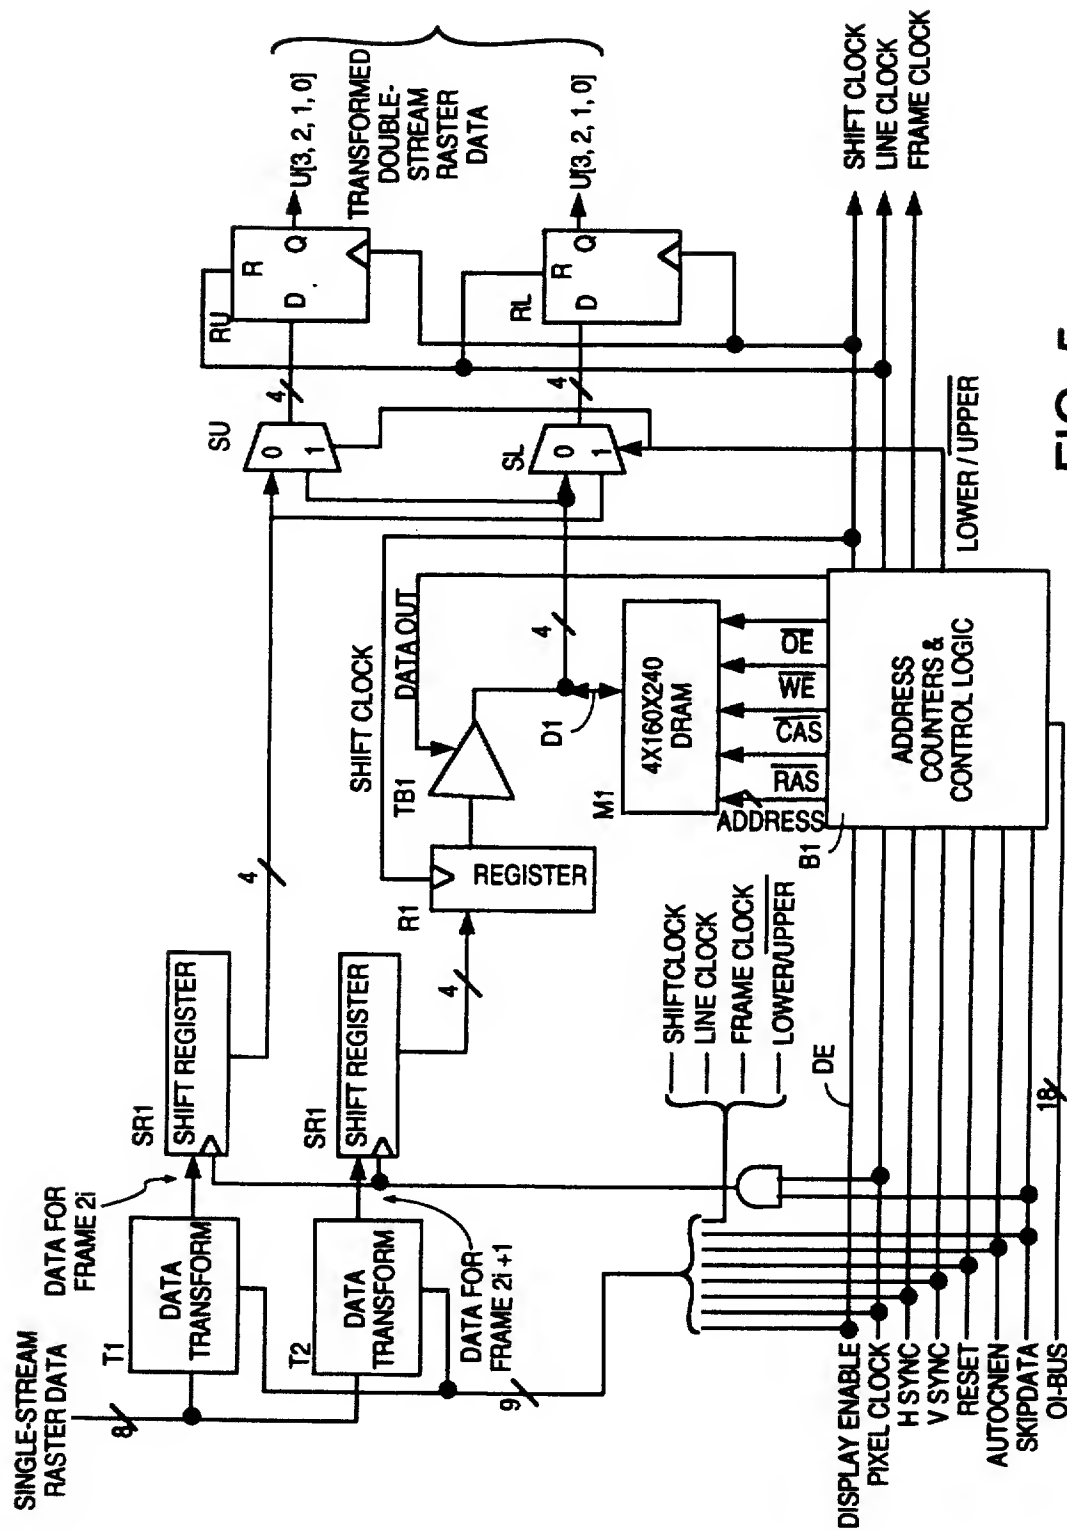 SINGLE-STREAM
RASTER DATA
8
T1
DATA
TRANSFORM
DATA FOR
FRAME 2i
SR1
SHIFT REGISTER
4
T2
DATA
TRANSFORM
DATA FOR
FRAME 2i +1
9
SR1
SHIFT REGISTER
4
R1
REGISTER
SHIFT CLOCK
TB1
DATA OUT
D1
4
M1
4X160X240
DRAM
ADDRESS
RAS
CAS
WE
OE
B1
ADDRESS
COUNTERS &
CONTROL LOGIC
SU
0
1
4
SL
0
1
4
RU
R
D
Q
U[3, 2, 1, 0]
RL
R
D
Q
U[3, 2, 1, 0]
TRANSFORMED
DOUBLE-
STREAM
RASTER
DATA
SHIFT CLOCK
LINE CLOCK
FRAME CLOCK
LOWER / UPPER
SHIFTCLOCK
LINE CLOCK
FRAME CLOCK
LOWER/UPPER
DE
18
DISPLAY ENABLE
PIXEL CLOCK
H SYNC
V SYNC
RESET
AUTOCNEN
SKIPDATA
OI-BUS